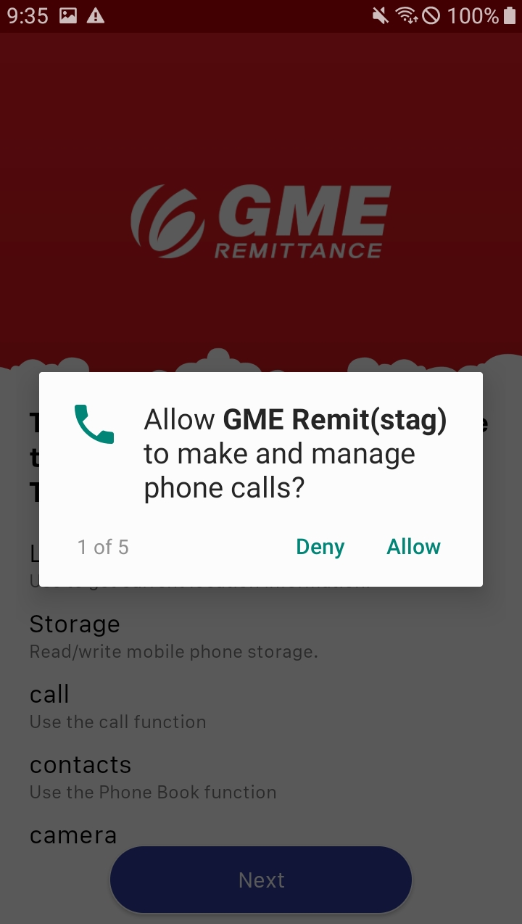 9:35
100%
GME
REMITTANCE
Allow GME Remit(stag)
to make and manage
phone calls?
1 of 5
Deny
Allow
Storage
Read/write mobile phone storage.
call
Use the call function
contacts
Use the Phone Book function
camera
Next